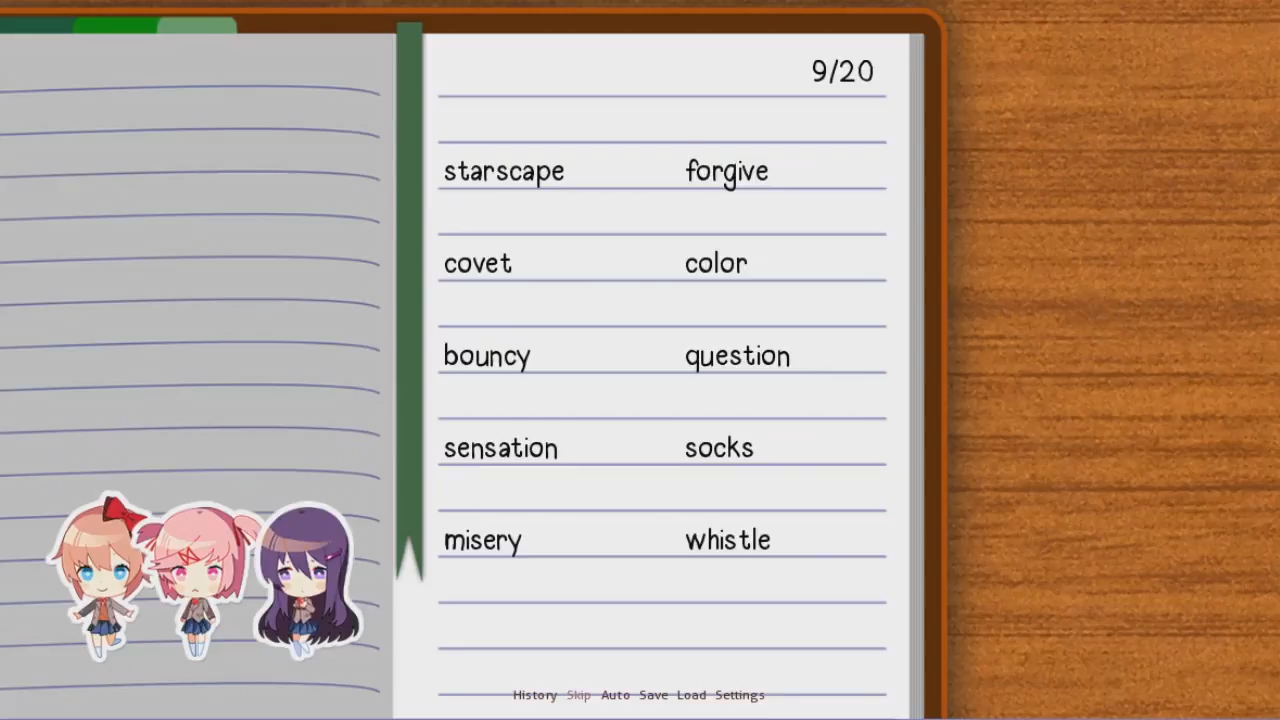 9/20
starscape forgive
covet color
bouncy question
sensation socks
misery whistle
History Skip Auto Save Load Settings